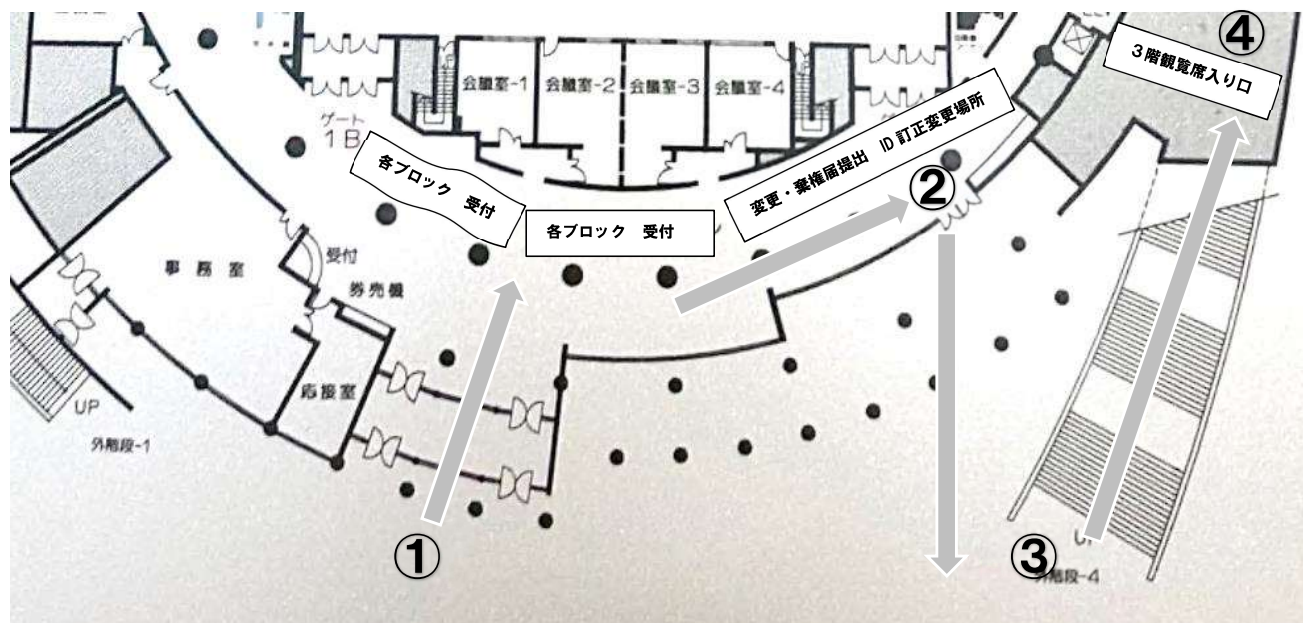 ④
3階観覧席入り口
会議室-1
会議室-2
会議室-3
会議室-4
ゲート
1B
各ブロック 受付
各ブロック 受付
変更・棄権届提出 ID訂正変更場所
②
事務室
受付
券売機
応接室
UP
外階段-1
①
③
UP
外階段-4